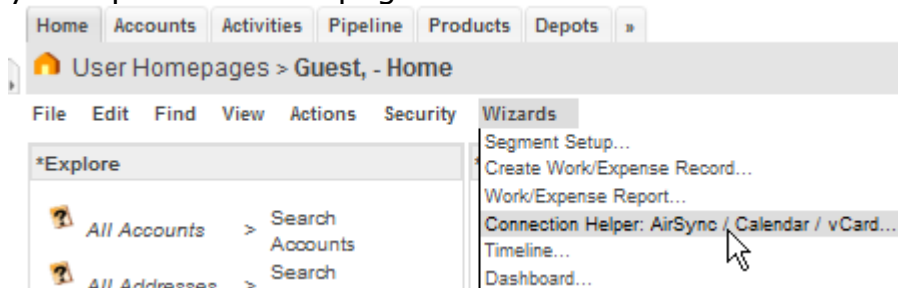 Home Accounts Activities Pipeline Products Depots »
User Homepages > Guest, - Home
File Edit Find View Actions Security Wizards
*Explore
All Accounts > Search Accounts
All Addresses > Search
Segment Setup...
Create Work/Expense Record...
Work/Expense Report...
Connection Helper: AirSync / Calendar / vCard...
Timeline...
Dashboard...